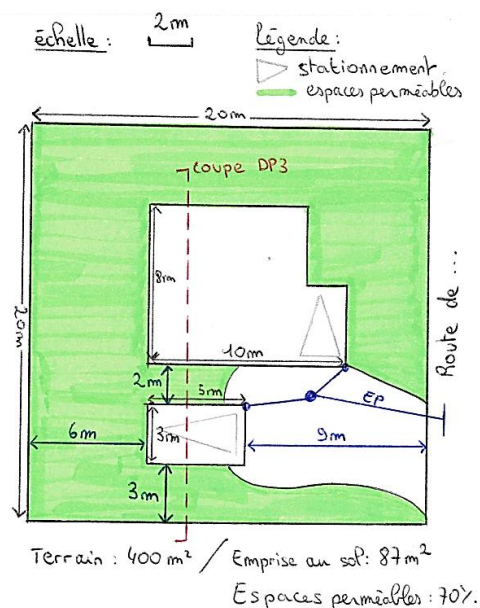 échelle : 2m
légende :
stationnement
espaces perméables
20m
coupe DP3
20m
8m
10m
Route de ...
2m
5m
EP
6m
3m
9m
3m
Terrain : 400 m² / Emprise au sol : 87 m²
Espaces perméables : 70%.